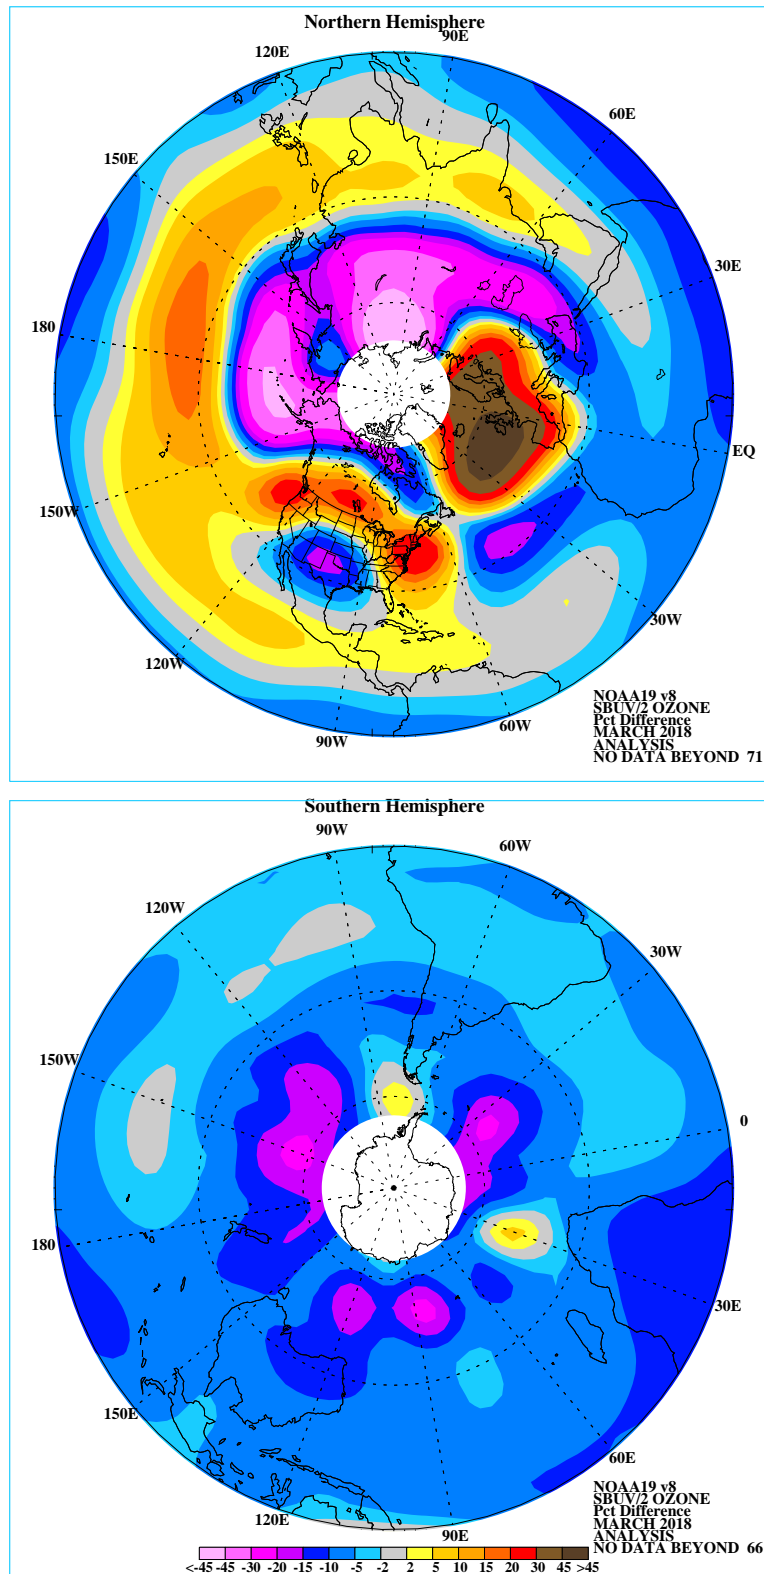 Northern Hemisphere
90E
120E
60E
150E
30E
180
EQ
150W
30W
120W
60W
90W
NOAA19 v8
SBUV/2 OZONE
Pct Difference
MARCH 2018
ANALYSIS
NO DATA BEYOND 71
Southern Hemisphere
90W
60W
120W
30W
150W
0
180
30E
150E
60E
120E
90E
NOAA19 v8
SBUV/2 OZONE
Pct Difference
MARCH 2018
ANALYSIS
NO DATA BEYOND 66
<-45 -45 -30 -20 -15 -10 -5 -2 2 5 10 15 20 30 45 >45